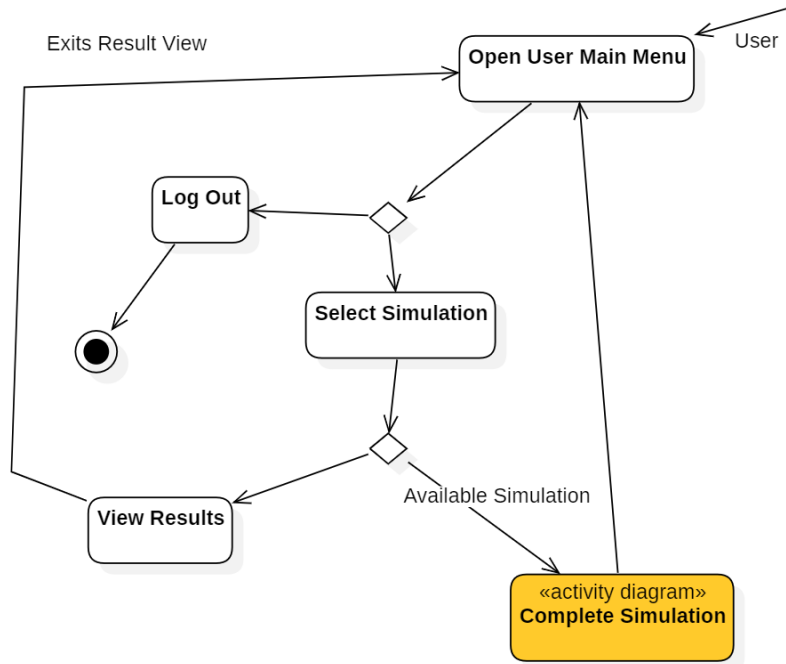 Exits Result View
User
Open User Main Menu
Log Out
Select Simulation
Available Simulation
View Results
«activity diagram»
Complete Simulation